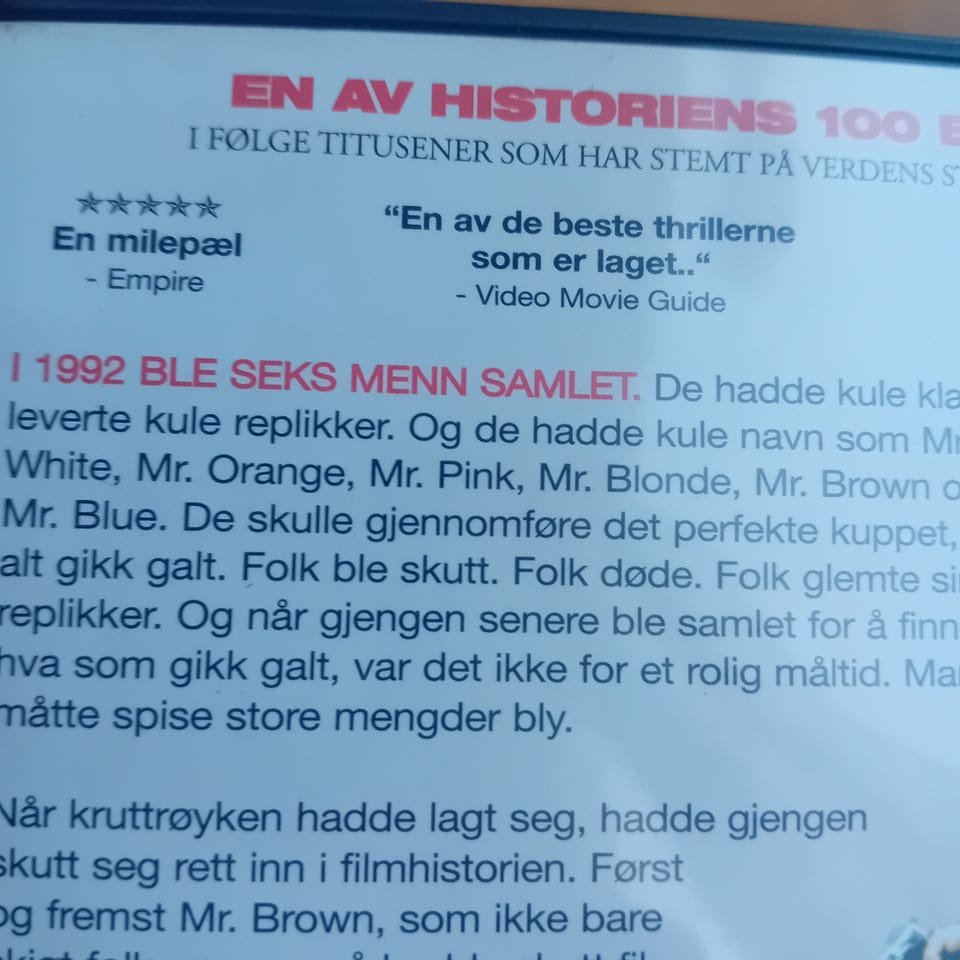 EN AV HISTORIENS 100
I FØLGE TITUSENER SOM HAR STEMT PÅ VERDENS
★★★★★
En milepæl
- Empire
“En av de beste thrillerne
som er laget..“
- Video Movie Guide
I 1992 BLE SEKS MENN SAMLET. De hadde kule
leverte kule replikker. Og de hadde kule navn som
White, Mr. Orange, Mr. Pink, Mr. Blonde, Mr. Brown
Mr. Blue. De skulle gjennomføre det perfekte kuppet,
alt gikk galt. Folk ble skutt. Folk døde. Folk glemte
replikker. Og når gjengen senere ble samlet for å
hva som gikk galt, var det ikke for et rolig måltid.
måtte spise store mengder bly.
Når kruttrøyken hadde lagt seg, hadde gjengen
skutt seg rett inn i filmhistorien. Først
og fremst Mr. Brown, som ikke bare